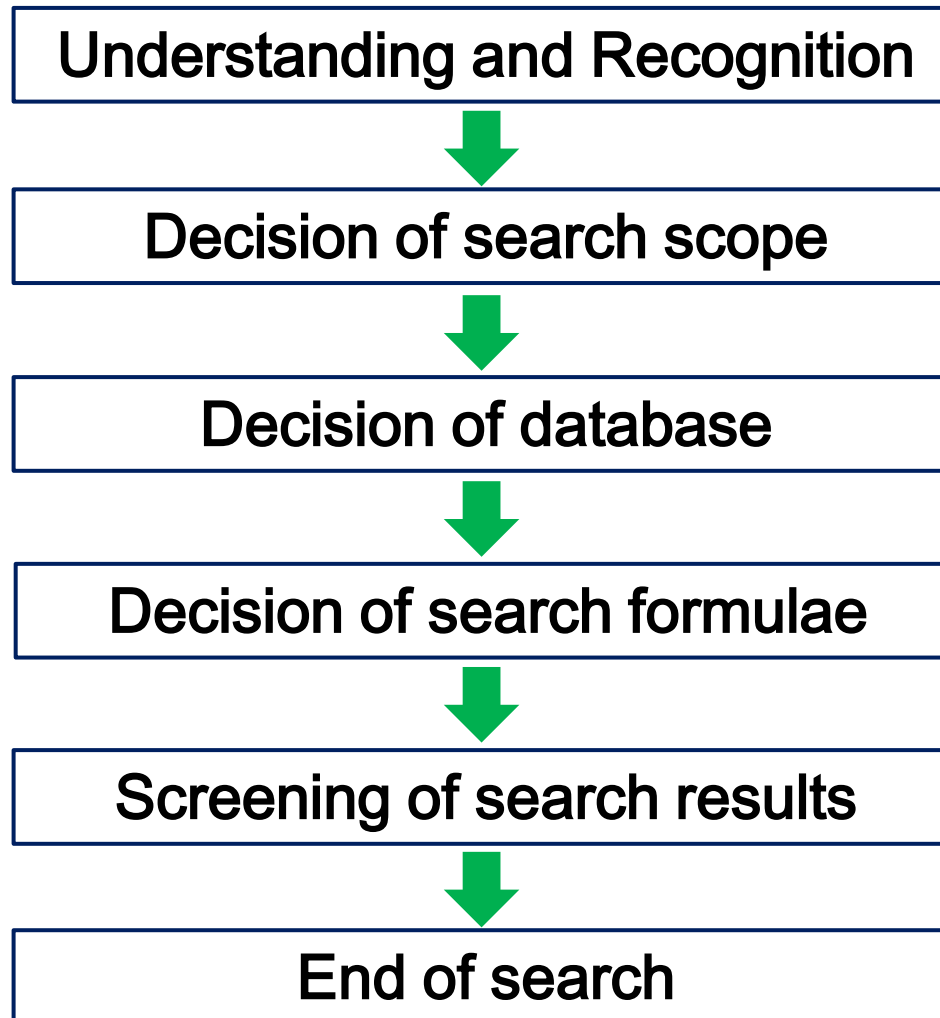 Understanding and Recognition
Decision of search scope
Decision of database
Decision of search formulae
Screening of search results
End of search